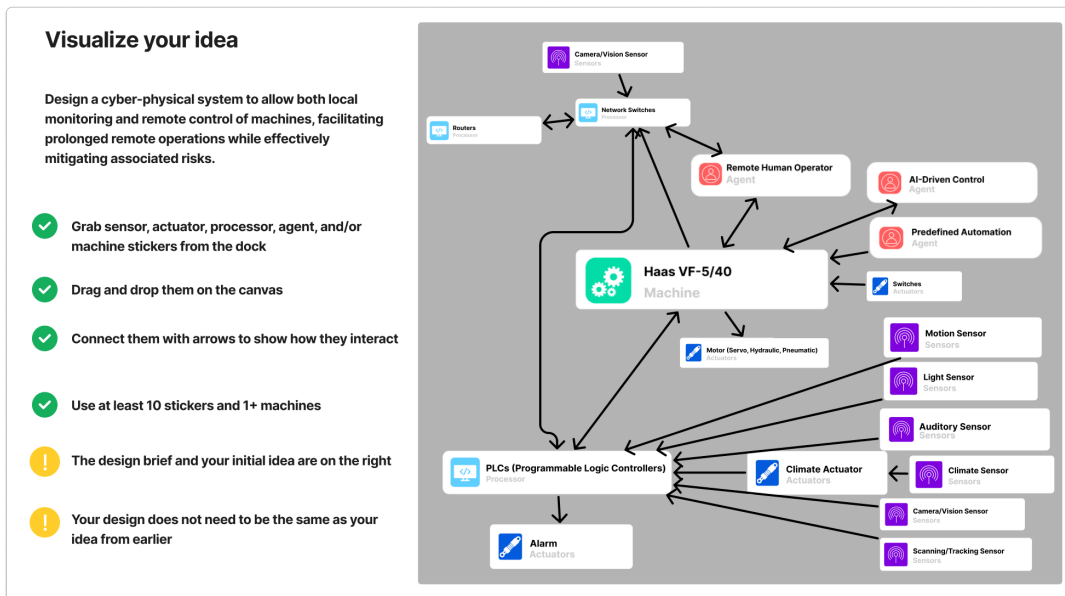 Visualize your idea
Design a cyber-physical system to allow both local
monitoring and remote control of machines, facilitating
prolonged remote operations while effectively
mitigating associated risks.
Grab sensor, actuator, processor, agent, and/or
machine stickers from the dock
Drag and drop them on the canvas
Connect them with arrows to show how they interact
Use at least 10 stickers and 1+ machines
The design brief and your initial idea are on the right
Your design does not need to be the same as your
idea from earlier
Camera/Vision Sensor
Sensors
Network Switches
Processor
Routers
Processor
Remote Human Operator
Agent
AI-Driven Control
Agent
Predefined Automation
Agent
Haas VF-5/40
Machine
Switches
Actuators
Motor (Servo, Hydraulic, Pneumatic)
Actuators
Motion Sensor
Sensors
Light Sensor
Sensors
Auditory Sensor
Sensors
PLCs (Programmable Logic Controllers)
Processor
Climate Actuator
Actuators
Climate Sensor
Sensors
Camera/Vision Sensor
Sensors
Scanning/Tracking Sensor
Sensors
Alarm
Actuators